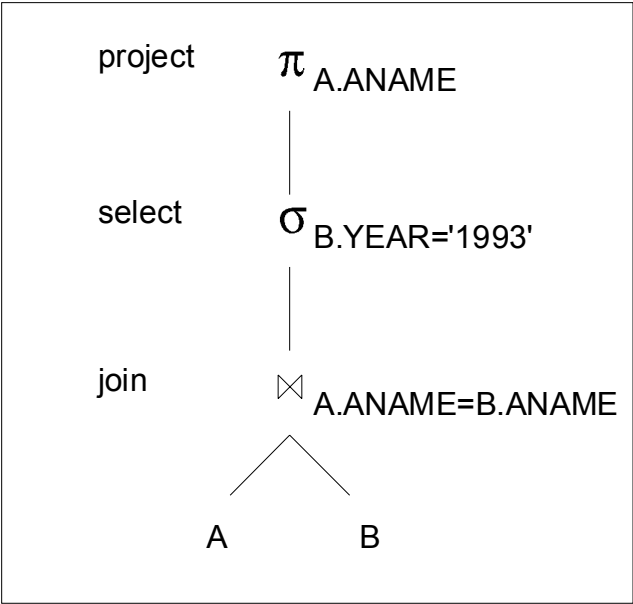 project π A.ANAME
select σ B.YEAR='1993'
join ⋈ A.ANAME=B.ANAME
A B